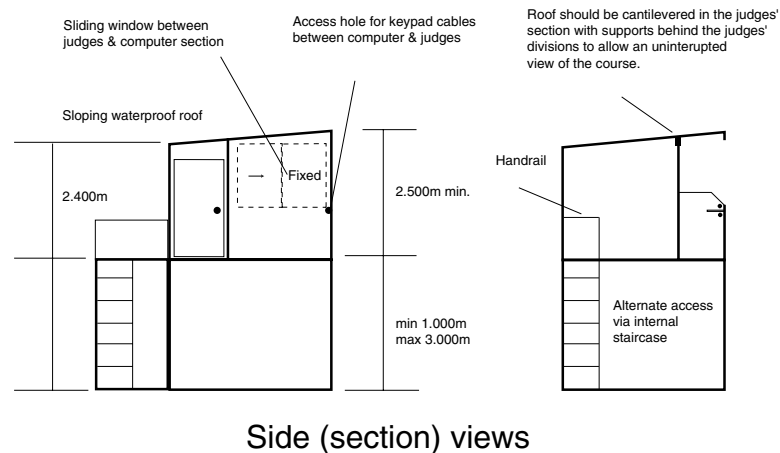 Sliding window between
judges & computer section
Access hole for keypad cables
between computer & judges
Roof should be cantilevered in the judges'
section with supports behind the judges'
divisions to allow an uninterupted
view of the course.
Sloping waterproof roof
Handrail
Fixed
2.400m
2.500m min.
min 1.000m
max 3.000m
Alternate access
via internal
staircase
Side (section) views